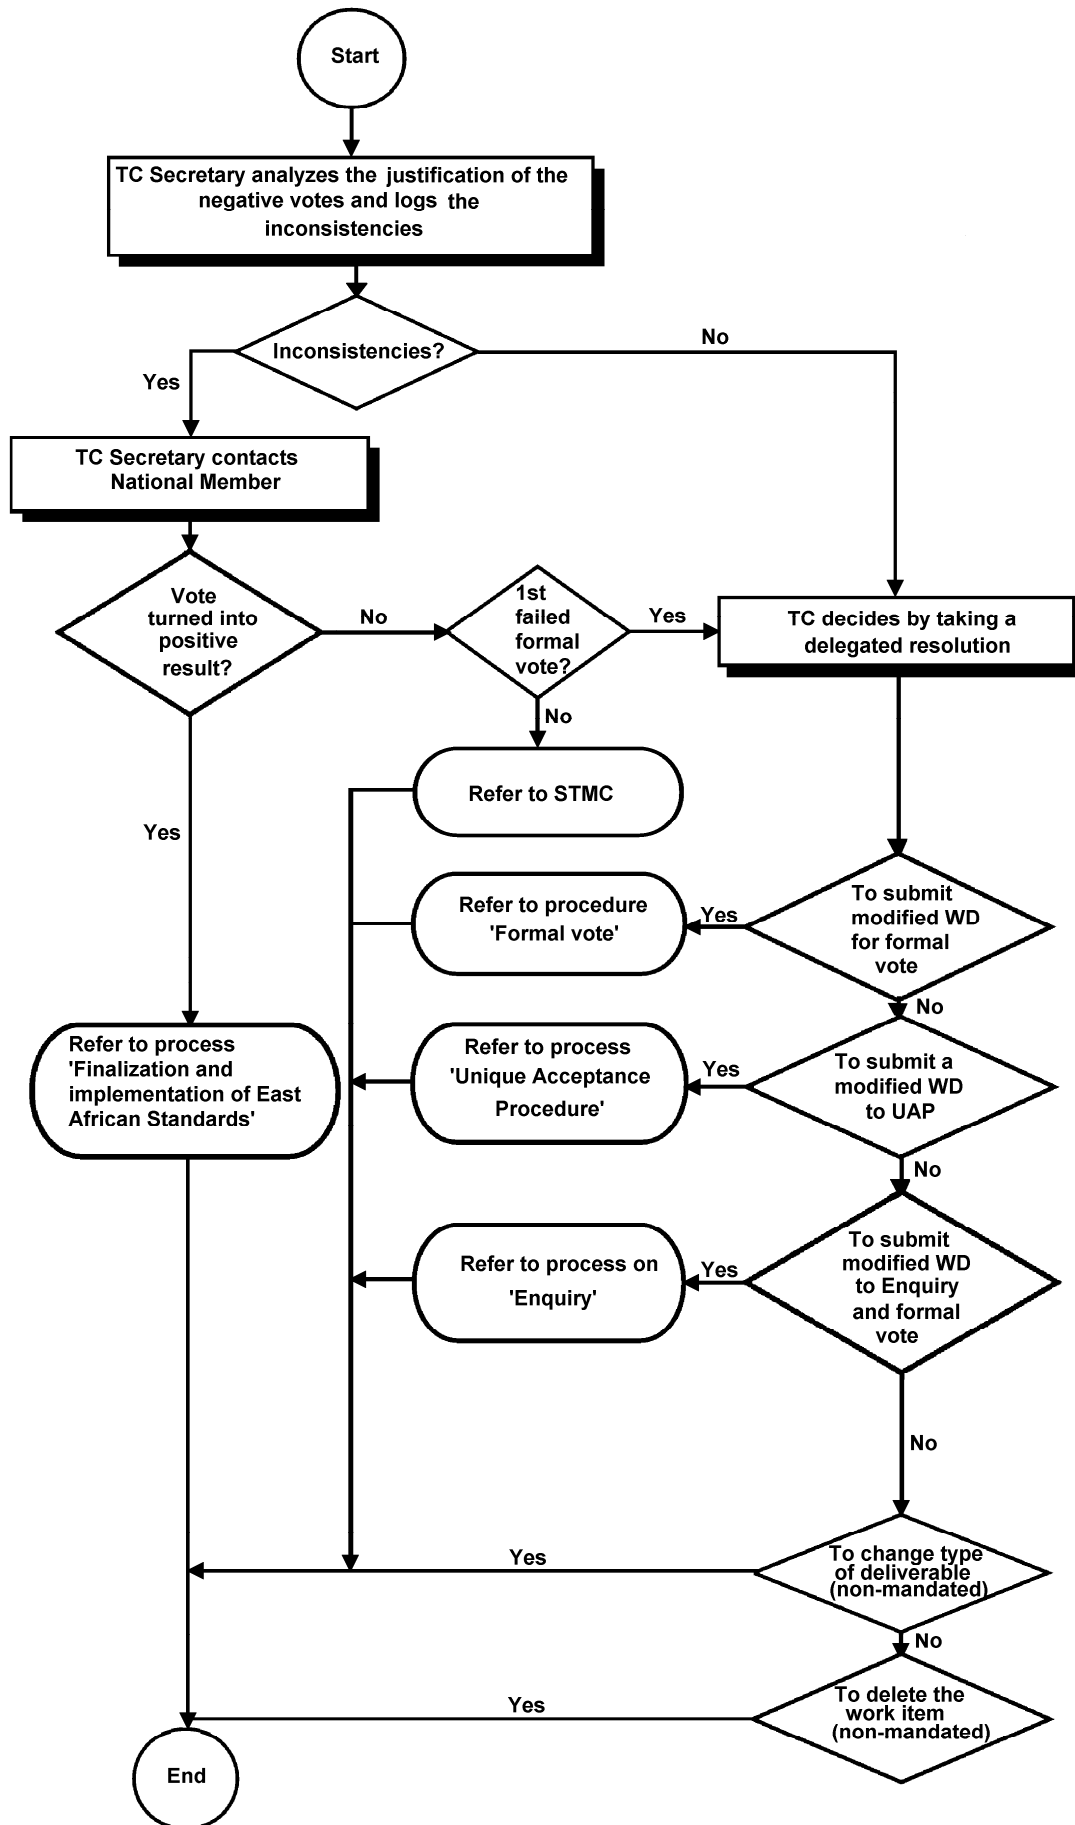 Start
TC Secretary analyzes the justification of the
negative votes and logs the
inconsistencies
Inconsistencies?
No
Yes
TC Secretary contacts
National Member
Vote
turned into
positive
result?
No
1st
failed
formal
vote?
Yes
TC decides by taking a
delegated resolution
No
Refer to STMC
Yes
To submit
modified WD
for formal
vote
Yes
Refer to procedure
'Formal vote'
No
To submit a
modified WD
to UAP
Yes
Refer to process
'Unique Acceptance
Procedure'
Refer to process
'Finalization and
implementation of East
African Standards'
No
To submit
modified WD
to Enquiry
and formal
vote
Yes
Refer to process on
'Enquiry'
No
To change type
of deliverable
(non-mandated)
Yes
No
To delete the
work item
(non-mandated)
Yes
End